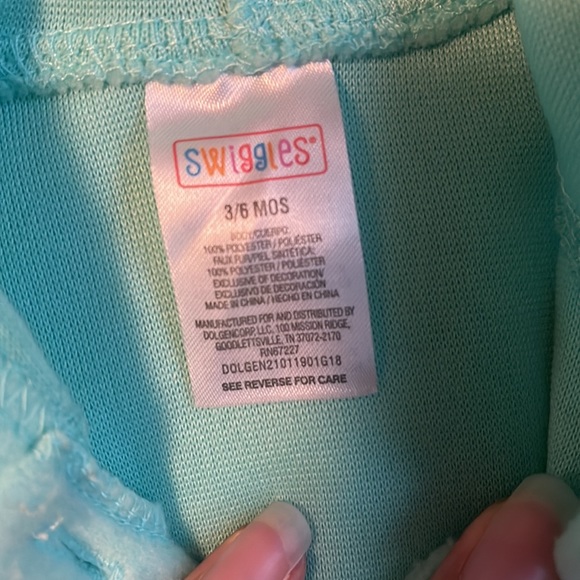 swiggles®
3/6 MOS
BODY/CUERPO:
100% POLYESTER / POLIÉSTER
FAUX FUR/PIEL SINTÉTICA:
100% POLYESTER / POLIÉSTER
EXCLUSIVE OF DECORATION/
EXCLUSIVO DE DECORACIÓN
MADE IN CHINA / HECHO EN CHINA
MANUFACTURED FOR AND DISTRIBUTED BY
DOLGENCORP, LLC, 100 MISSION RIDGE,
GOODLETTSVILLE, TN 37072-2170
RN67227
DOLGEN21011901G18
SEE REVERSE FOR CARE